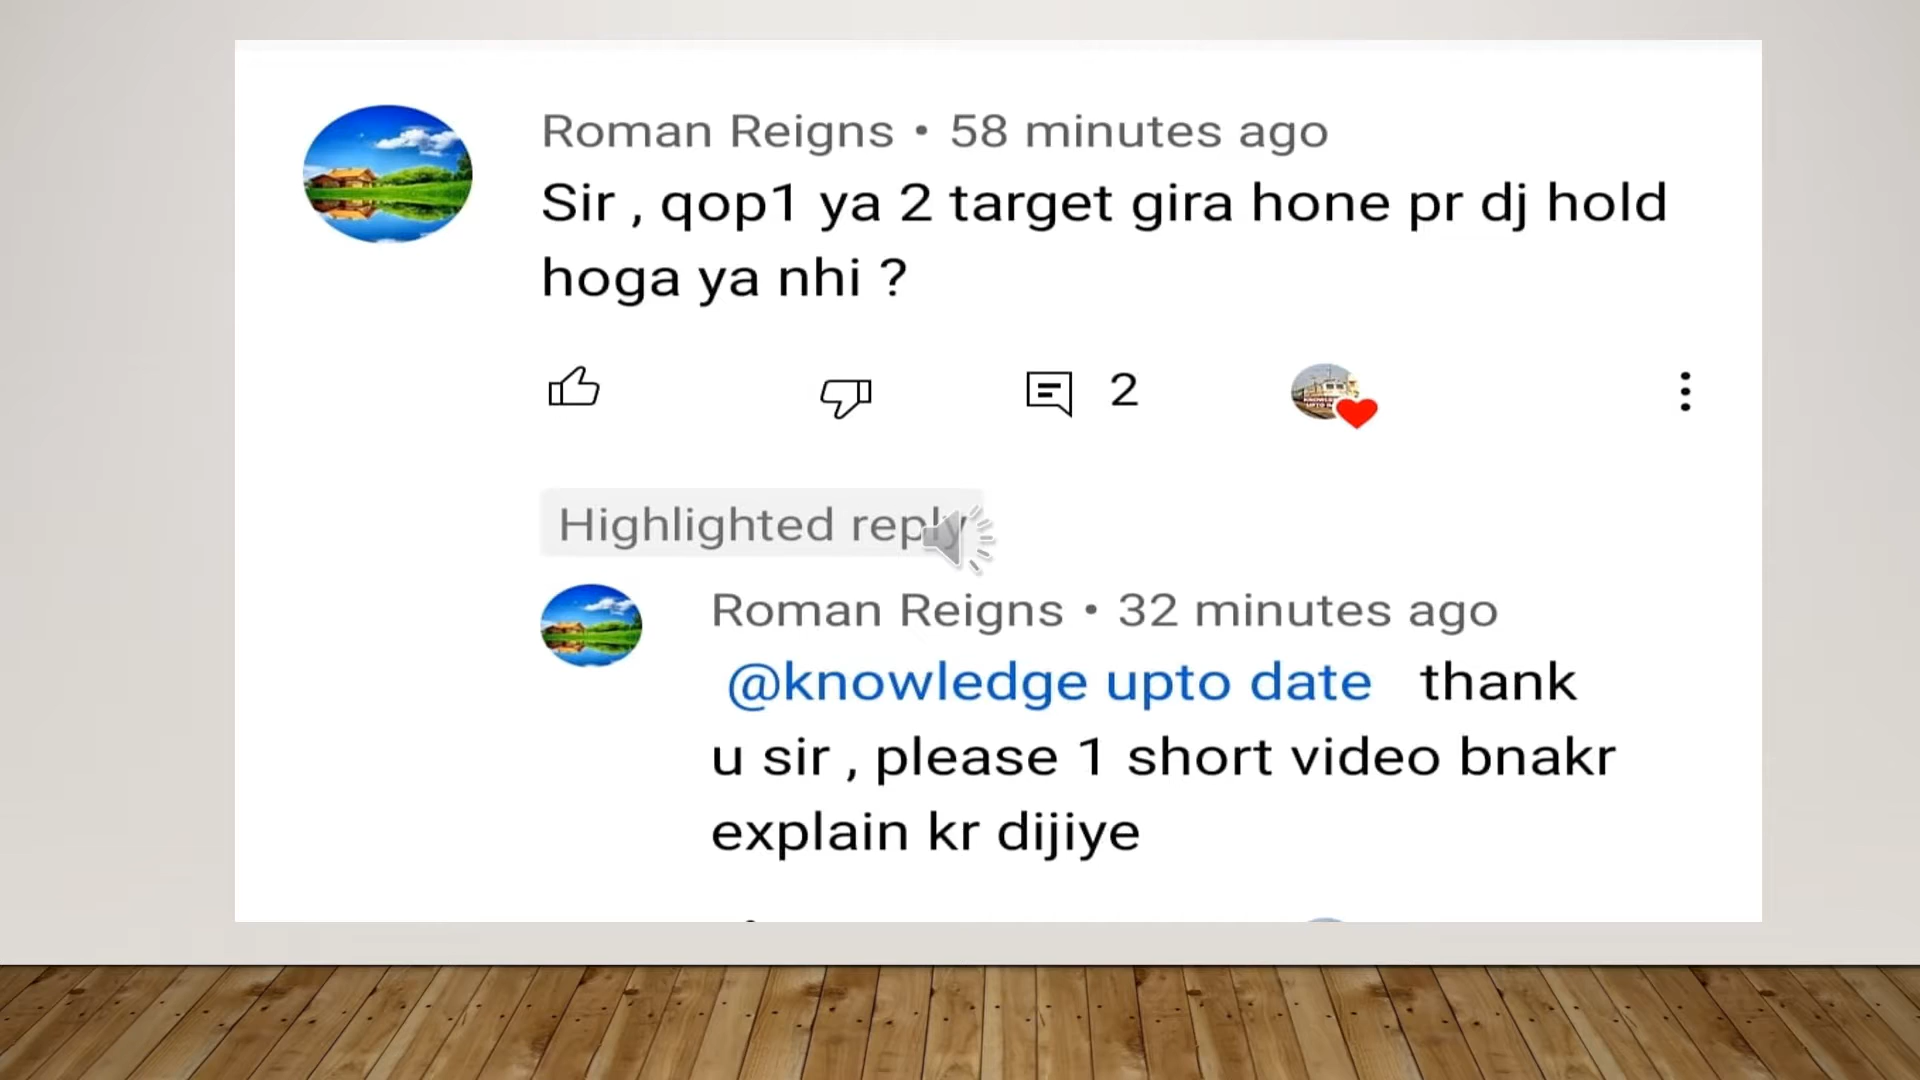 Roman Reigns • 58 minutes ago
Sir , qop1 ya 2 target gira hone pr dj hold
hoga ya nhi ?
2
Highlighted reply
Roman Reigns • 32 minutes ago
@knowledge upto date thank
u sir , please 1 short video bnakr
explain kr dijiye